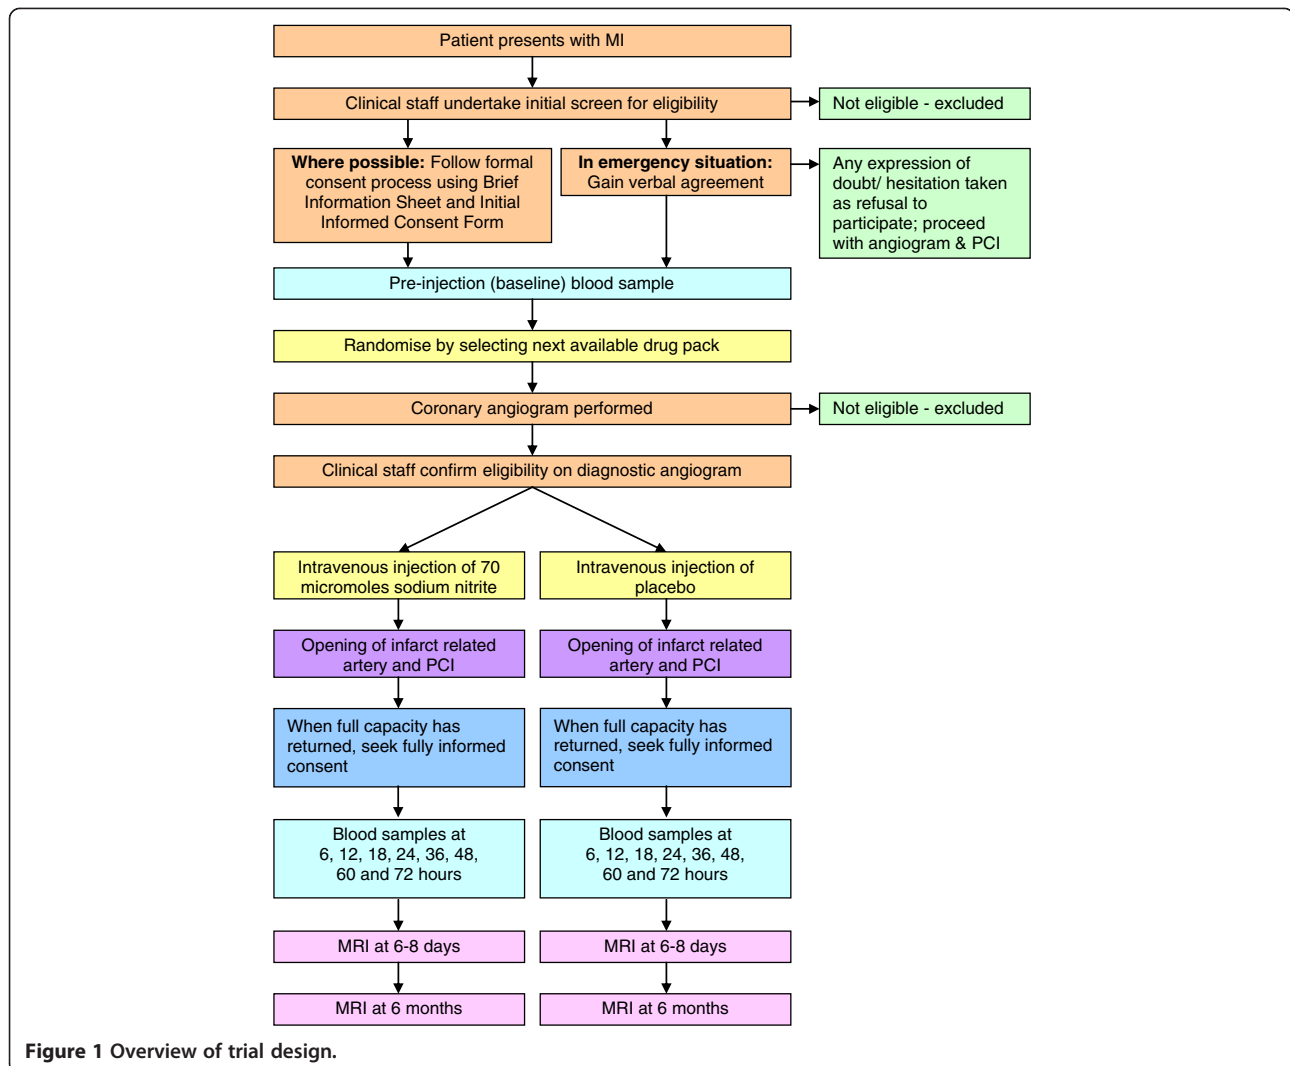 Patient presents with MI
Clinical staff undertake initial screen for eligibility
Not eligible - excluded
Where possible: Follow formal
consent process using Brief
Information Sheet and Initial
Informed Consent Form
In emergency situation:
Gain verbal agreement
Any expression of
doubt/ hesitation taken
as refusal to
participate; proceed
with angiogram & PCI
Pre-injection (baseline) blood sample
Randomise by selecting next available drug pack
Coronary angiogram performed
Not eligible - excluded
Clinical staff confirm eligibility on diagnostic angiogram
Intravenous injection of 70
micromoles sodium nitrite
Intravenous injection of
placebo
Opening of infarct related
artery and PCI
Opening of infarct related
artery and PCI
When full capacity has
returned, seek fully informed
consent
When full capacity has
returned, seek fully informed
consent
Blood samples at
6, 12, 18, 24, 36, 48,
60 and 72 hours
Blood samples at
6, 12, 18, 24, 36, 48,
60 and 72 hours
MRI at 6-8 days
MRI at 6-8 days
MRI at 6 months
MRI at 6 months
Figure 1 Overview of trial design.